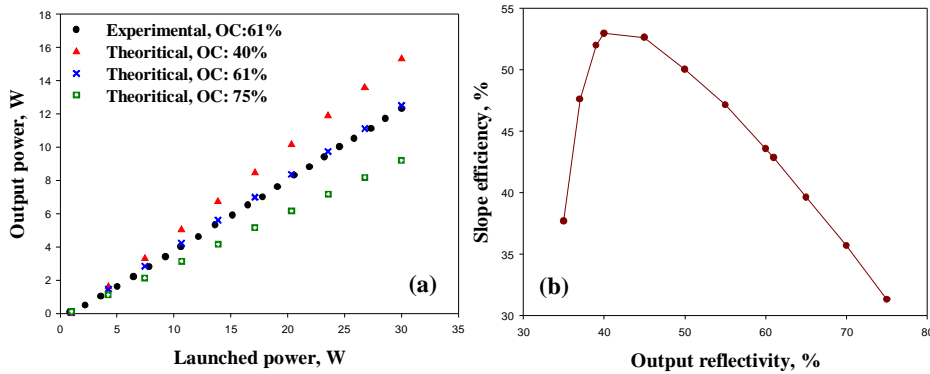 Experimental, OC:61%
Theoritical, OC: 40%
Theoritical, OC: 61%
Theoritical, OC: 75%
Output power, W
18
16
14
12
10
8
6
4
2
0
0 5 10 15 20 25 30 35
Launched power, W
(a)
Slope efficiency, %
55
50
45
40
35
30
30 40 50 60 70 80
Output reflectivity, %
(b)